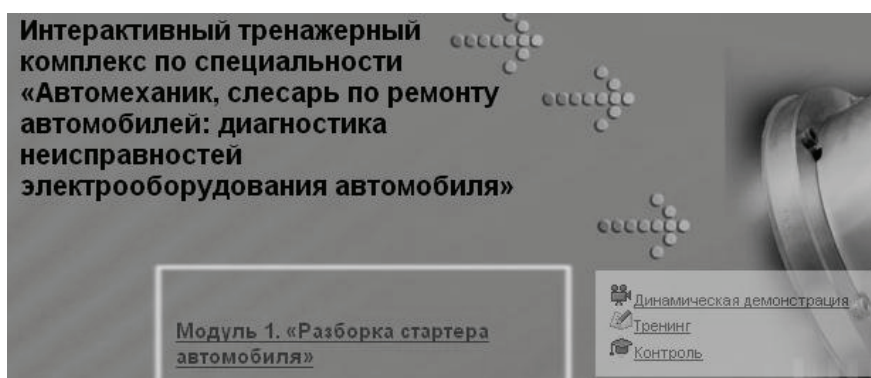 Интерактивный тренажерный
комплекс по специальности
«Автомеханик, слесарь по ремонту
автомобилей: диагностика
неисправностей
электрооборудования автомобиля»
Модуль 1. «Разборка стартера
автомобиля»
Динамическая демонстрация
Тренинг
Контроль